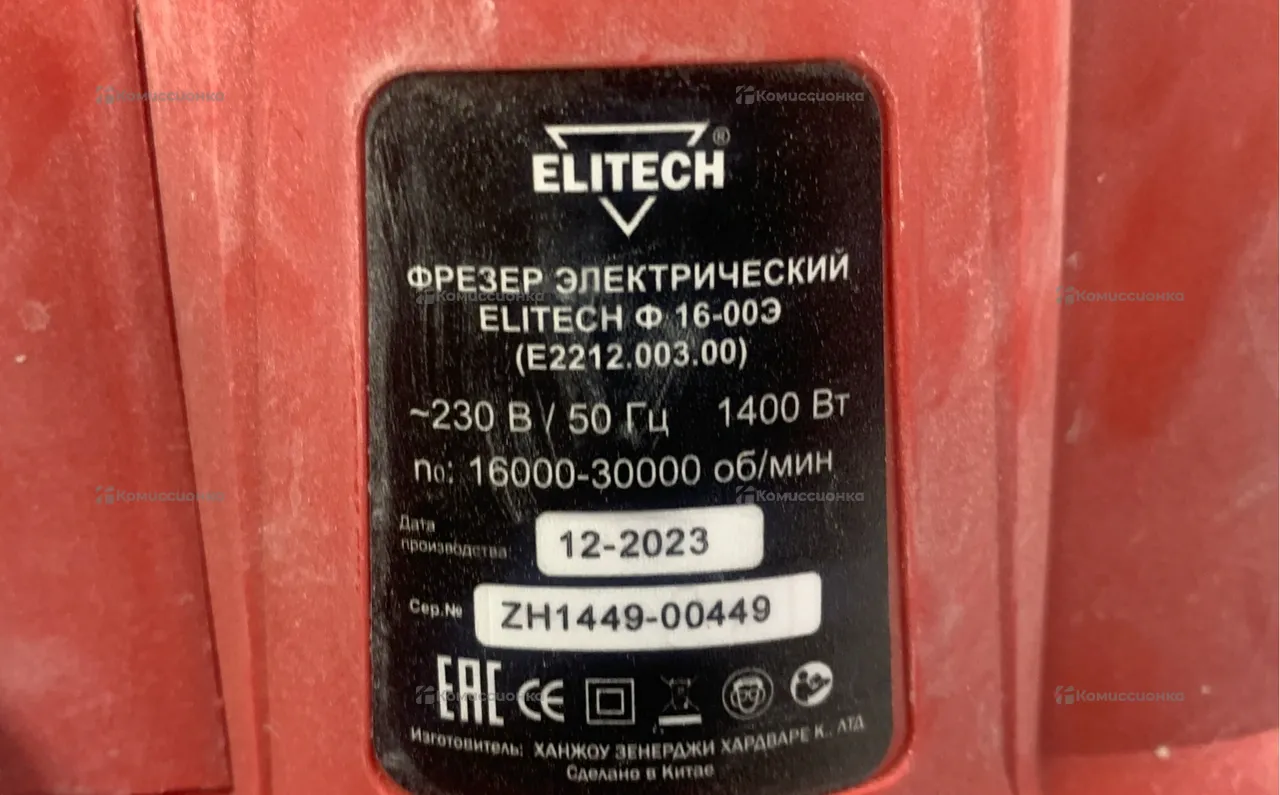 ELITECH®
ФРЕЗЕР ЭЛЕКТРИЧЕСКИЙ
ELITECH Ф 16-00Э
(E2212.003.00)
~230 В / 50 Гц 1400 Вт
n₀: 16000-30000 об/мин
Дата
производства
12-2023
Сер.№ ZH1449-00449
EAC CE
Изготовитель: ХАНЖОУ ЗЕНЕРДЖИ ХАРДВАРЕ К., ЛТД
Сделано в Китае
Комиссионка
Комиссионка
Комиссионка
Комиссионка
Комиссионка
Комиссионка
Комиссионка
Комиссионка